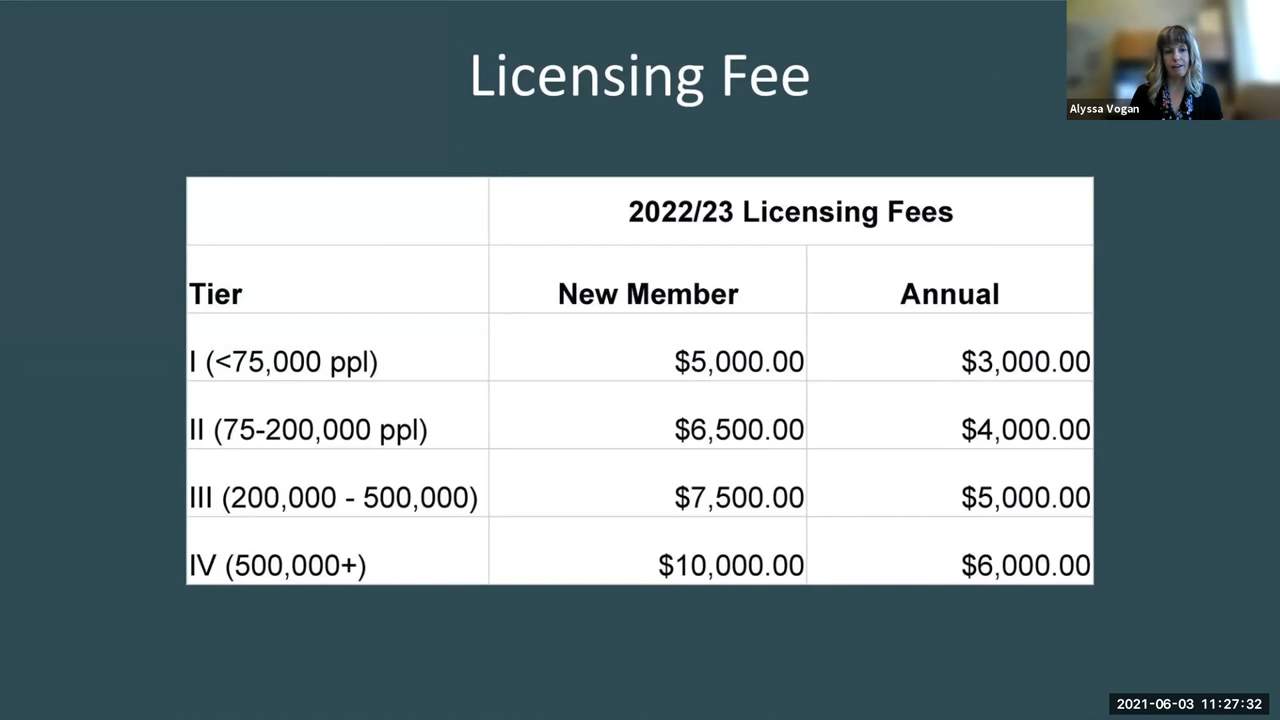 Licensing Fee
Alyssa Vogan
2022/23 Licensing Fees
Tier New Member Annual
I (<75,000 ppl) $5,000.00 $3,000.00
II (75-200,000 ppl) $6,500.00 $4,000.00
III (200,000 - 500,000) $7,500.00 $5,000.00
IV (500,000+) $10,000.00 $6,000.00
2021-06-03 11:27:32